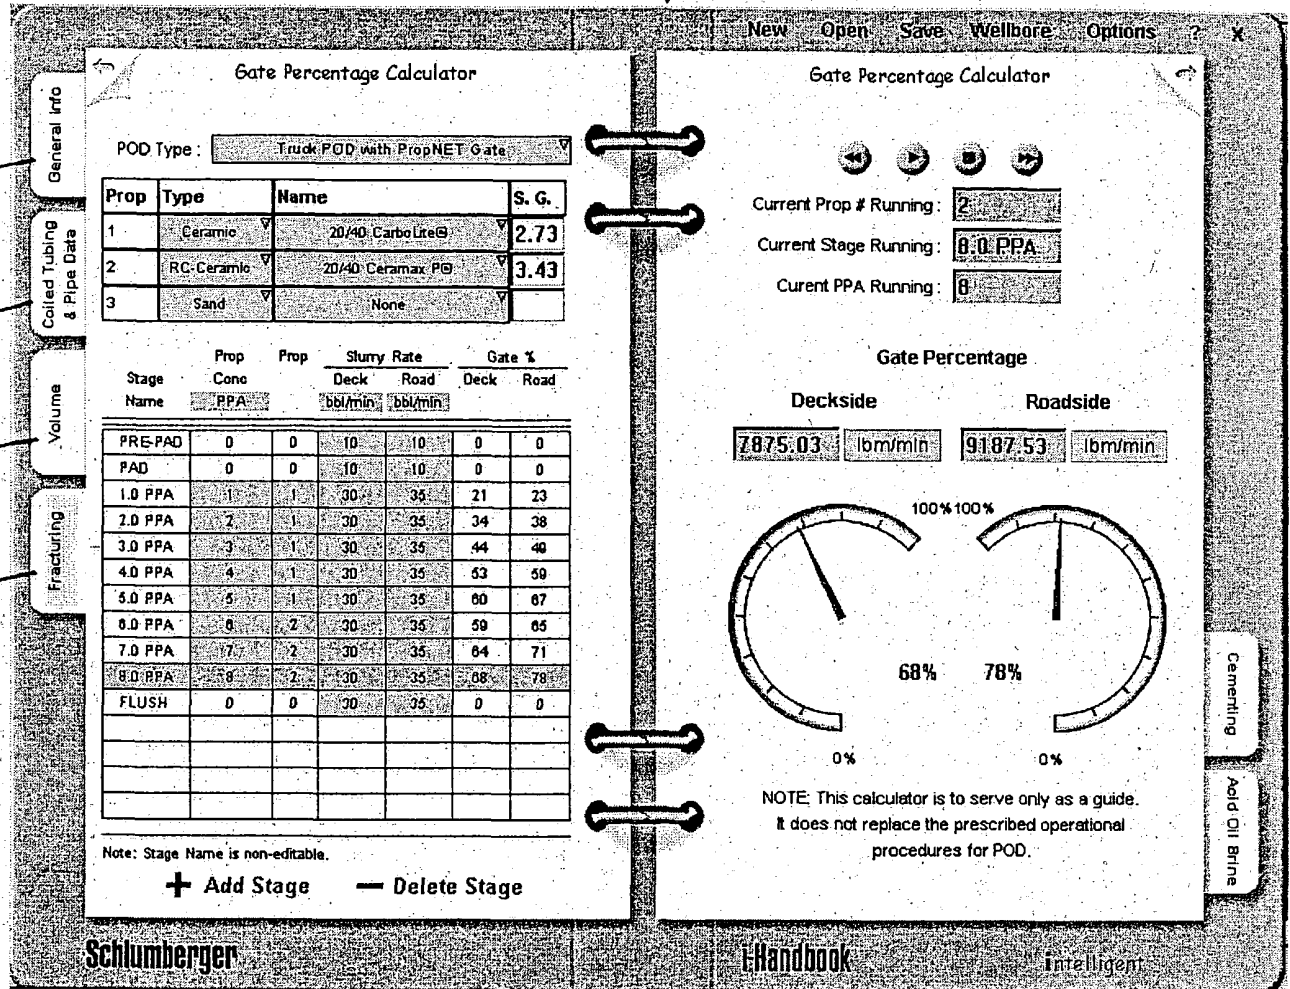 New Open Save Wellbore Options ? X
General Info
Coiled Tubing
& Pipe Data
Volume
Fracturing
Gate Percentage Calculator
POD Type : Truck POD with PropNET Gate
Prop Type Name S. G.
1 Ceramic 20/40 CarboLite® 2.73
2 RC-Ceramic 20/40 Ceramax P® 3.43
3 Sand None
Prop Prop Slurry Rate Gate %
Stage Conc Deck Road Deck Road
Name PPA bbl/min bbl/min
PRE-PAD 0 0 10 10 0 0
PAD 0 0 10 10 0 0
1.0 PPA 1 1 30 35 21 23
2.0 PPA 2 1 30 35 34 38
3.0 PPA 3 1 30 35 44 49
4.0 PPA 4 1 30 35 53 59
5.0 PPA 5 1 30 35 60 67
6.0 PPA 6 2 30 35 59 65
7.0 PPA 7 2 30 35 64 71
8.0 PPA 8 2 30 35 68 78
FLUSH 0 0 30 35 0 0
Note: Stage Name is non-editable.
+ Add Stage − Delete Stage
Gate Percentage Calculator
Current Prop # Running : 2
Current Stage Running : 8.0 PPA
Curent PPA Running : 8
Gate Percentage
Deckside Roadside
7875.03 lbm/min 9187.53 lbm/min
100% 100%
68% 78%
0% 0%
NOTE: This calculator is to serve only as a guide.
It does not replace the prescribed operational
procedures for POD.
Cementing
Acid Oil Brine
Schlumberger i-Handbook intelligent